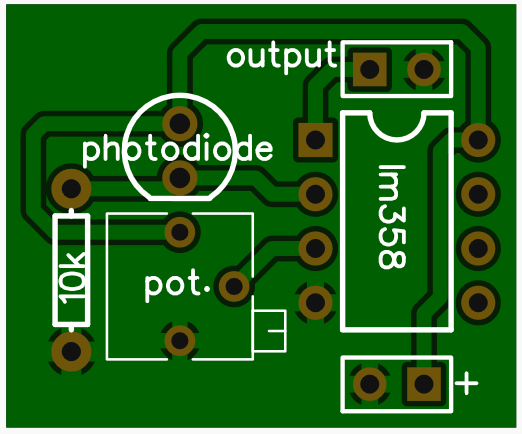 output
photodiode
lm358
pot.
10k
+